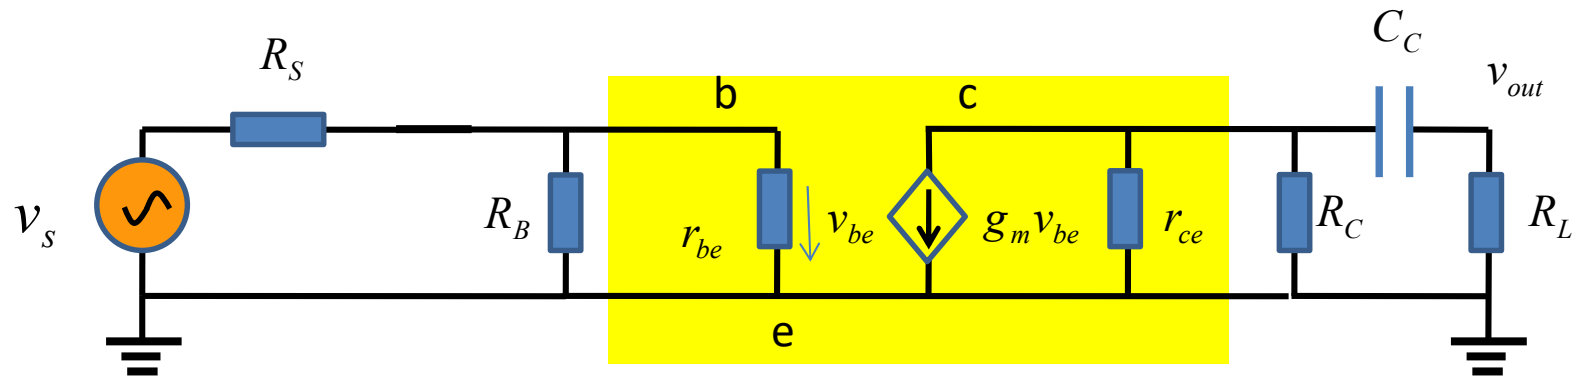 C_C
R_S
v_out
b
c
v_s
R_B
r_be
v_be
g_m v_be
r_ce
R_C
R_L
e